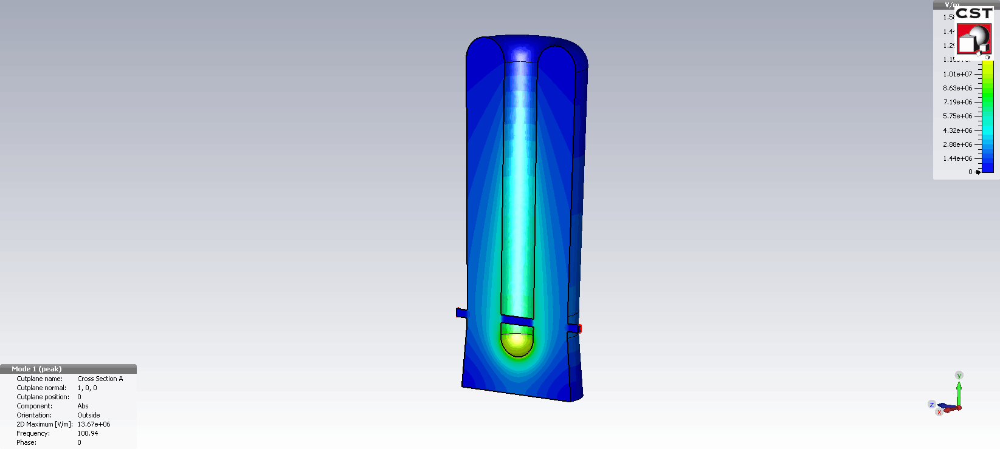 V/m
CST
1.01e+07
8.63e+06
7.19e+06
5.75e+06
4.32e+06
2.88e+06
1.44e+06
0
Mode 1 (peak)
Cutplane name: Cross Section A
Cutplane normal: 1, 0, 0
Cutplane position: 0
Component: Abs
Orientation: Outside
2D Maximum [V/m]: 13.67e+06
Frequency: 100.94
Phase: 0
y
z
x